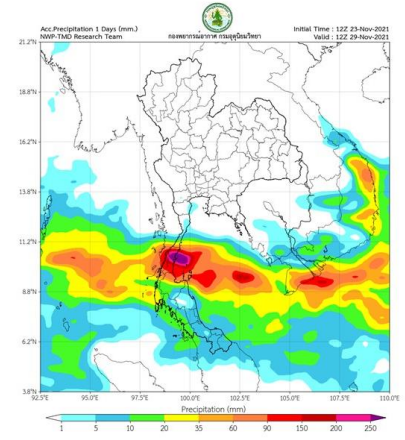 Acc.Precipitation 1 Days (mm.)
NWP-TMD Research Team
กองพยากรณ์อากาศ กรมอุตุนิยมวิทยา
Initial Time : 12Z 23-Nov-2021
Valid : 12Z 29-Nov-2021
21.2°N
18.8°N
16.2°N
13.8°N
11.2°N
8.8°N
6.2°N
3.8°N
92.5°E 95.0°E 97.5°E 100.0°E 102.5°E 105.0°E 107.5°E 110.0°E
Precipitation (mm)
1 5 10 20 35 60 90 150 200 250